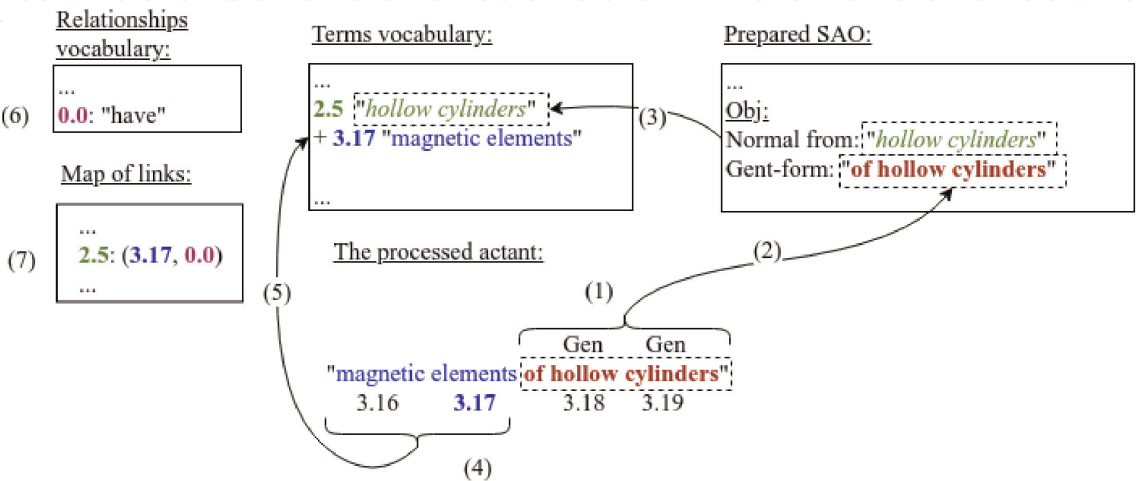 Relationships
vocabulary:
...
(6)
0.0: "have"
Map of links:
...
(7)
2.5: (3.17, 0.0)
...
Terms vocabulary:
...
2.5 "hollow cylinders"
+ 3.17 "magnetic elements"
...
(3)
Prepared SAO:
...
Obj:
Normal from: "hollow cylinders"
Gent-form: "of hollow cylinders"
(2)
The processed actant:
(5)
(1)
Gen Gen
"magnetic elements of hollow cylinders"
3.16 3.17 3.18 3.19
(4)